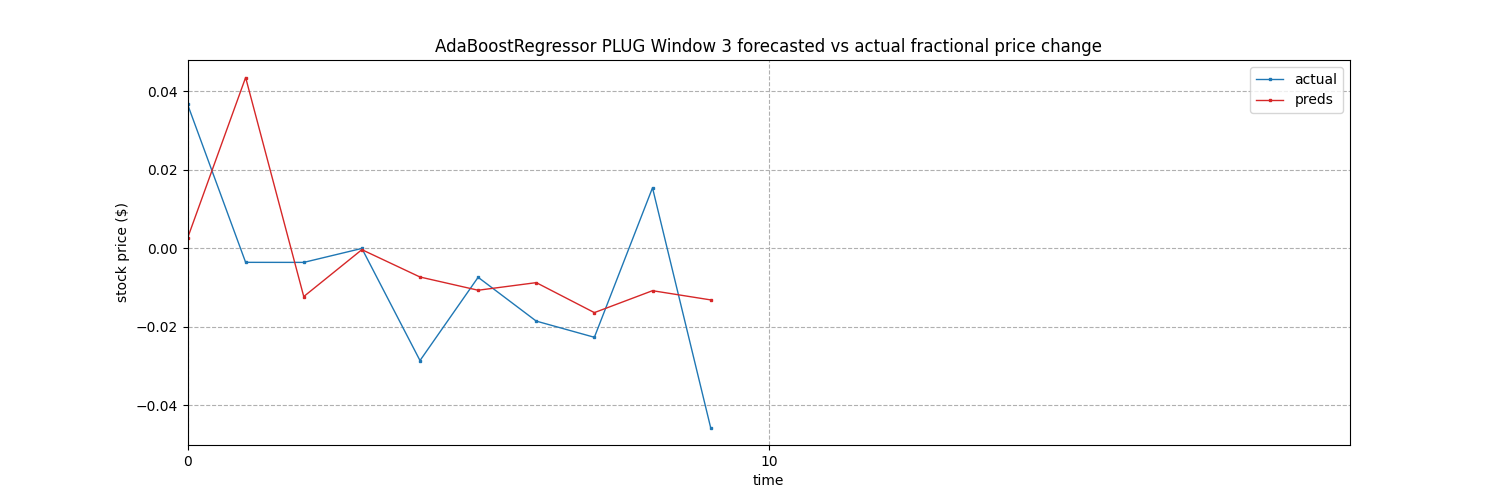 AdaBoostRegressor PLUG Window 3 forecasted vs actual fractional price change
actual
preds
0.04
0.02
0.00
−0.02
−0.04
stock price ($)
0
10
time